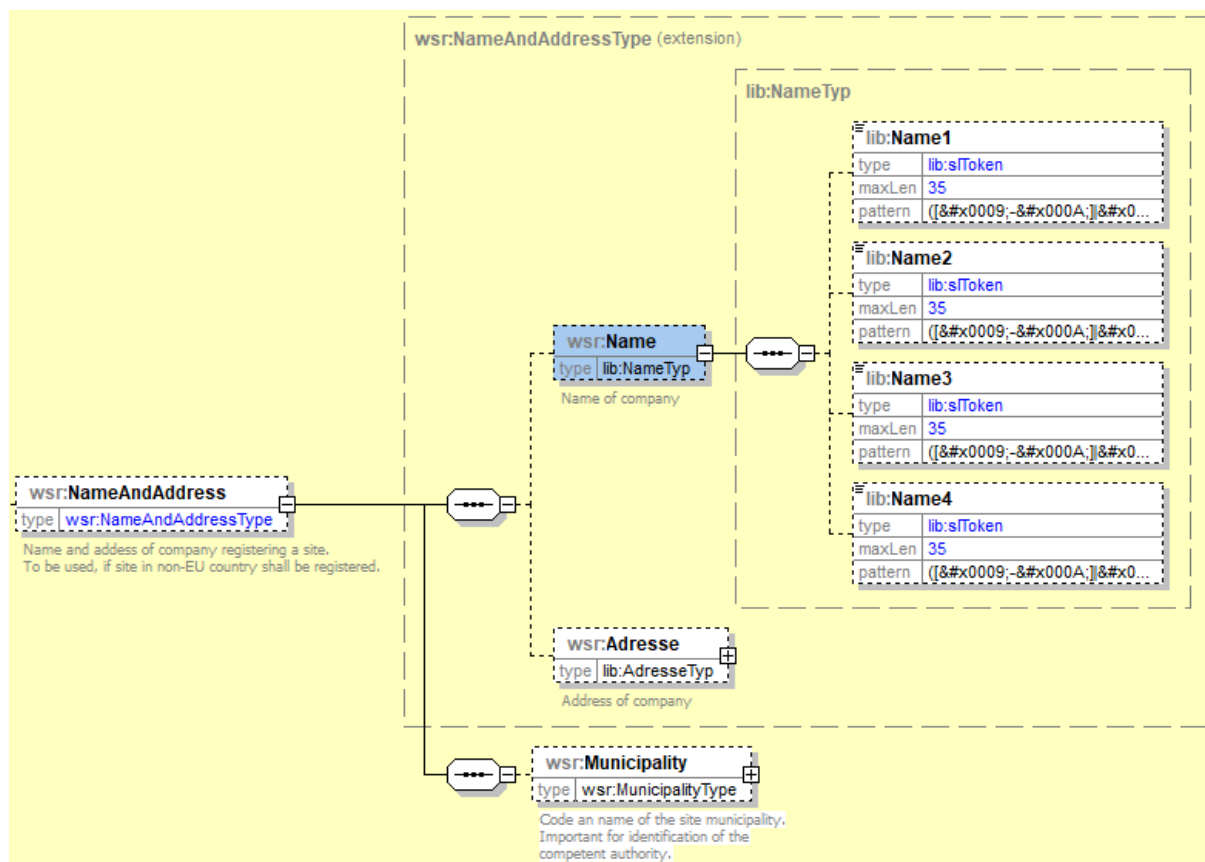 wsr:NameAndAddressType (extension)
lib:NameTyp
lib:Name1
type lib:slToken
maxLen 35
pattern ([&#x0009;-&#x000A;]|&#x0...
lib:Name2
type lib:slToken
maxLen 35
pattern ([&#x0009;-&#x000A;]|&#x0...
wsr:Name
type lib:NameTyp
Name of company
lib:Name3
type lib:slToken
maxLen 35
pattern ([&#x0009;-&#x000A;]|&#x0...
lib:Name4
type lib:slToken
maxLen 35
pattern ([&#x0009;-&#x000A;]|&#x0...
wsr:NameAndAddress
type wsr:NameAndAddressType
Name and addess of company registering a site.
To be used, if site in non-EU country shall be registered.
wsr:Adresse
type lib:AdresseTyp
Address of company
wsr:Municipality
type wsr:MunicipalityType
Code an name of the site municipality.
Important for identification of the
competent authority.